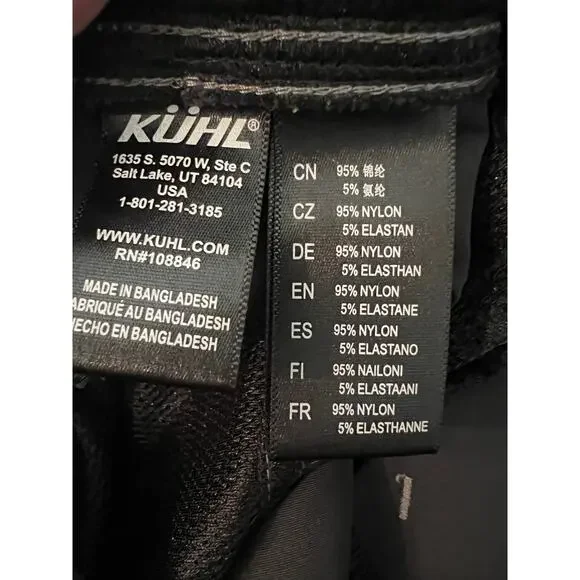 KÜHL®
1635 S. 5070 W, Ste C
Salt Lake, UT 84104
USA
1-801-281-3185
WWW.KUHL.COM
RN#108846
MADE IN BANGLADESH
ABRIQUÉ AU BANGLADESH
HECHO EN BANGLADESH
CN 95% 锦纶
5% 氨纶
CZ 95% NYLON
5% ELASTAN
DE 95% NYLON
5% ELASTHAN
EN 95% NYLON
5% ELASTANE
ES 95% NYLON
5% ELASTANO
FI 95% NAILONI
5% ELASTAANI
FR 95% NYLON
5% ELASTHANNE